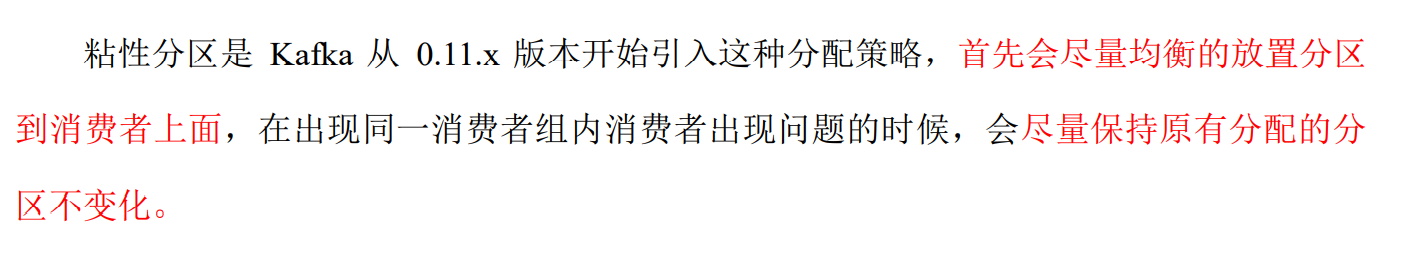 粘性分区是 Kafka 从 0.11.x 版本开始引入这种分配策略，首先会尽量均衡的放置分区
到消费者上面，在出现同一消费者组内消费者出现问题的时候，会尽量保持原有分配的分
区不变化。